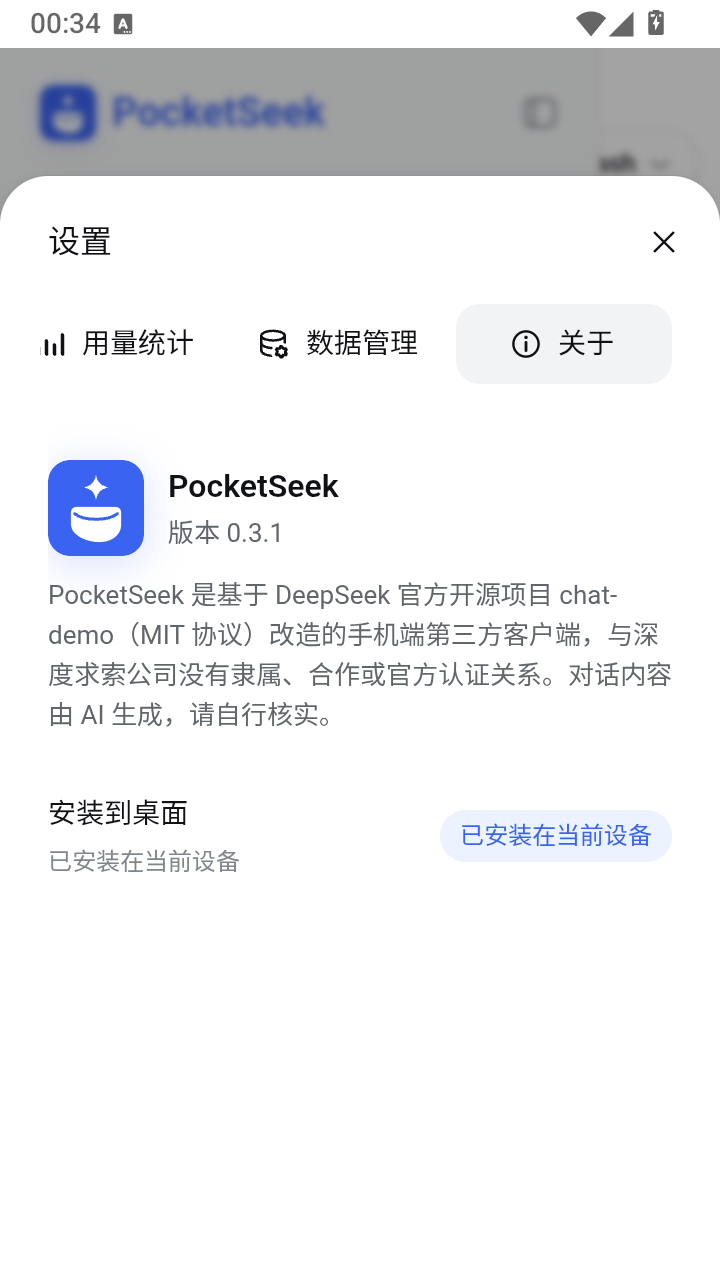 00:34
PocketSeek
设置
用量统计
数据管理
关于
PocketSeek
版本 0.3.1
PocketSeek 是基于 DeepSeek 官方开源项目 chat-
demo（MIT 协议）改造的手机端第三方客户端，与深
度求索公司没有隶属、合作或官方认证关系。对话内容
由 AI 生成，请自行核实。
安装到桌面
已安装在当前设备
已安装在当前设备